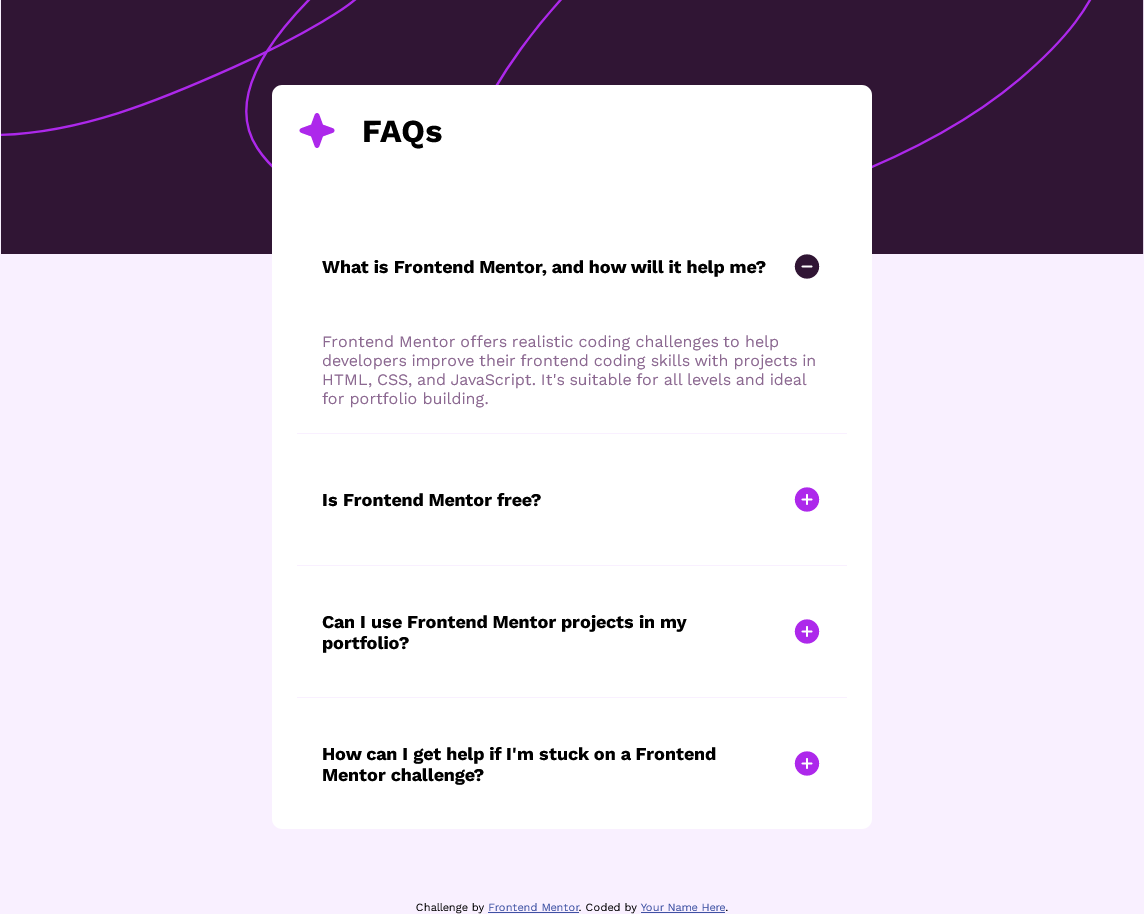 FAQs
What is Frontend Mentor, and how will it help me?
Frontend Mentor offers realistic coding challenges to help
developers improve their frontend coding skills with projects in
HTML, CSS, and JavaScript. It's suitable for all levels and ideal
for portfolio building.
Is Frontend Mentor free?
Can I use Frontend Mentor projects in my
portfolio?
How can I get help if I'm stuck on a Frontend
Mentor challenge?
Challenge by Frontend Mentor. Coded by Your Name Here.